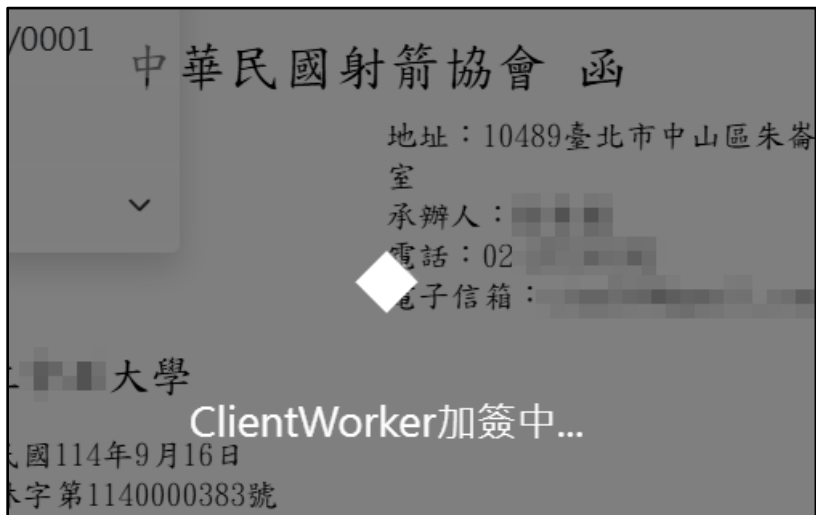 /0001
中華民國射箭協會 函
地址：10489臺北市中山區朱崙
室
承辦人：
電話：02
電子信箱：
大學
ClientWorker加簽中...
國114年9月16日
字第1140000383號